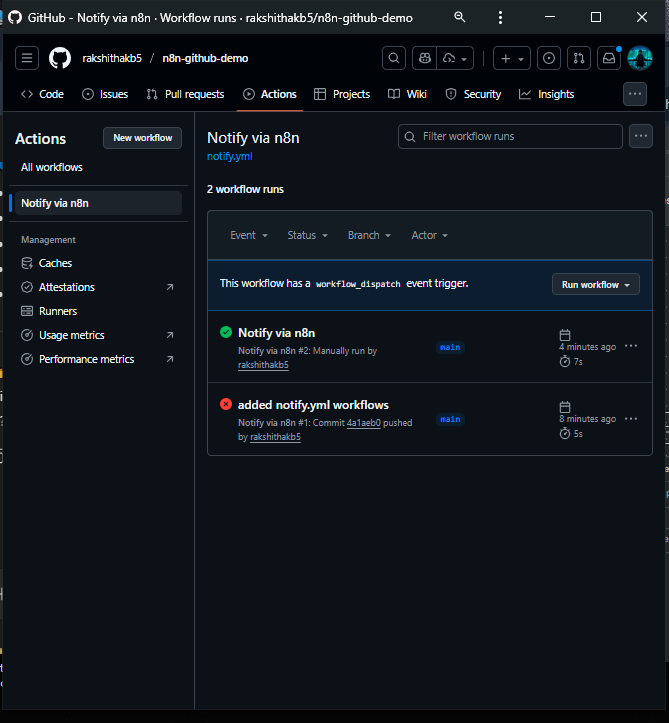 GitHub - Notify via n8n · Workflow runs · rakshithakb5/n8n-github-demo
rakshithakb5 / n8n-github-demo
Code Issues Pull requests Actions Projects Wiki Security Insights
Actions
New workflow
All workflows
Notify via n8n
Management
Caches
Attestations
Runners
Usage metrics
Performance metrics
Notify via n8n
notify.yml
Filter workflow runs
2 workflow runs
Event Status Branch Actor
This workflow has a workflow_dispatch event trigger.
Run workflow
Notify via n8n
Notify via n8n #2: Manually run by
rakshithakb5
main
4 minutes ago
7s
added notify.yml workflows
Notify via n8n #1: Commit 4a1aeb0 pushed
by rakshithakb5
main
8 minutes ago
5s